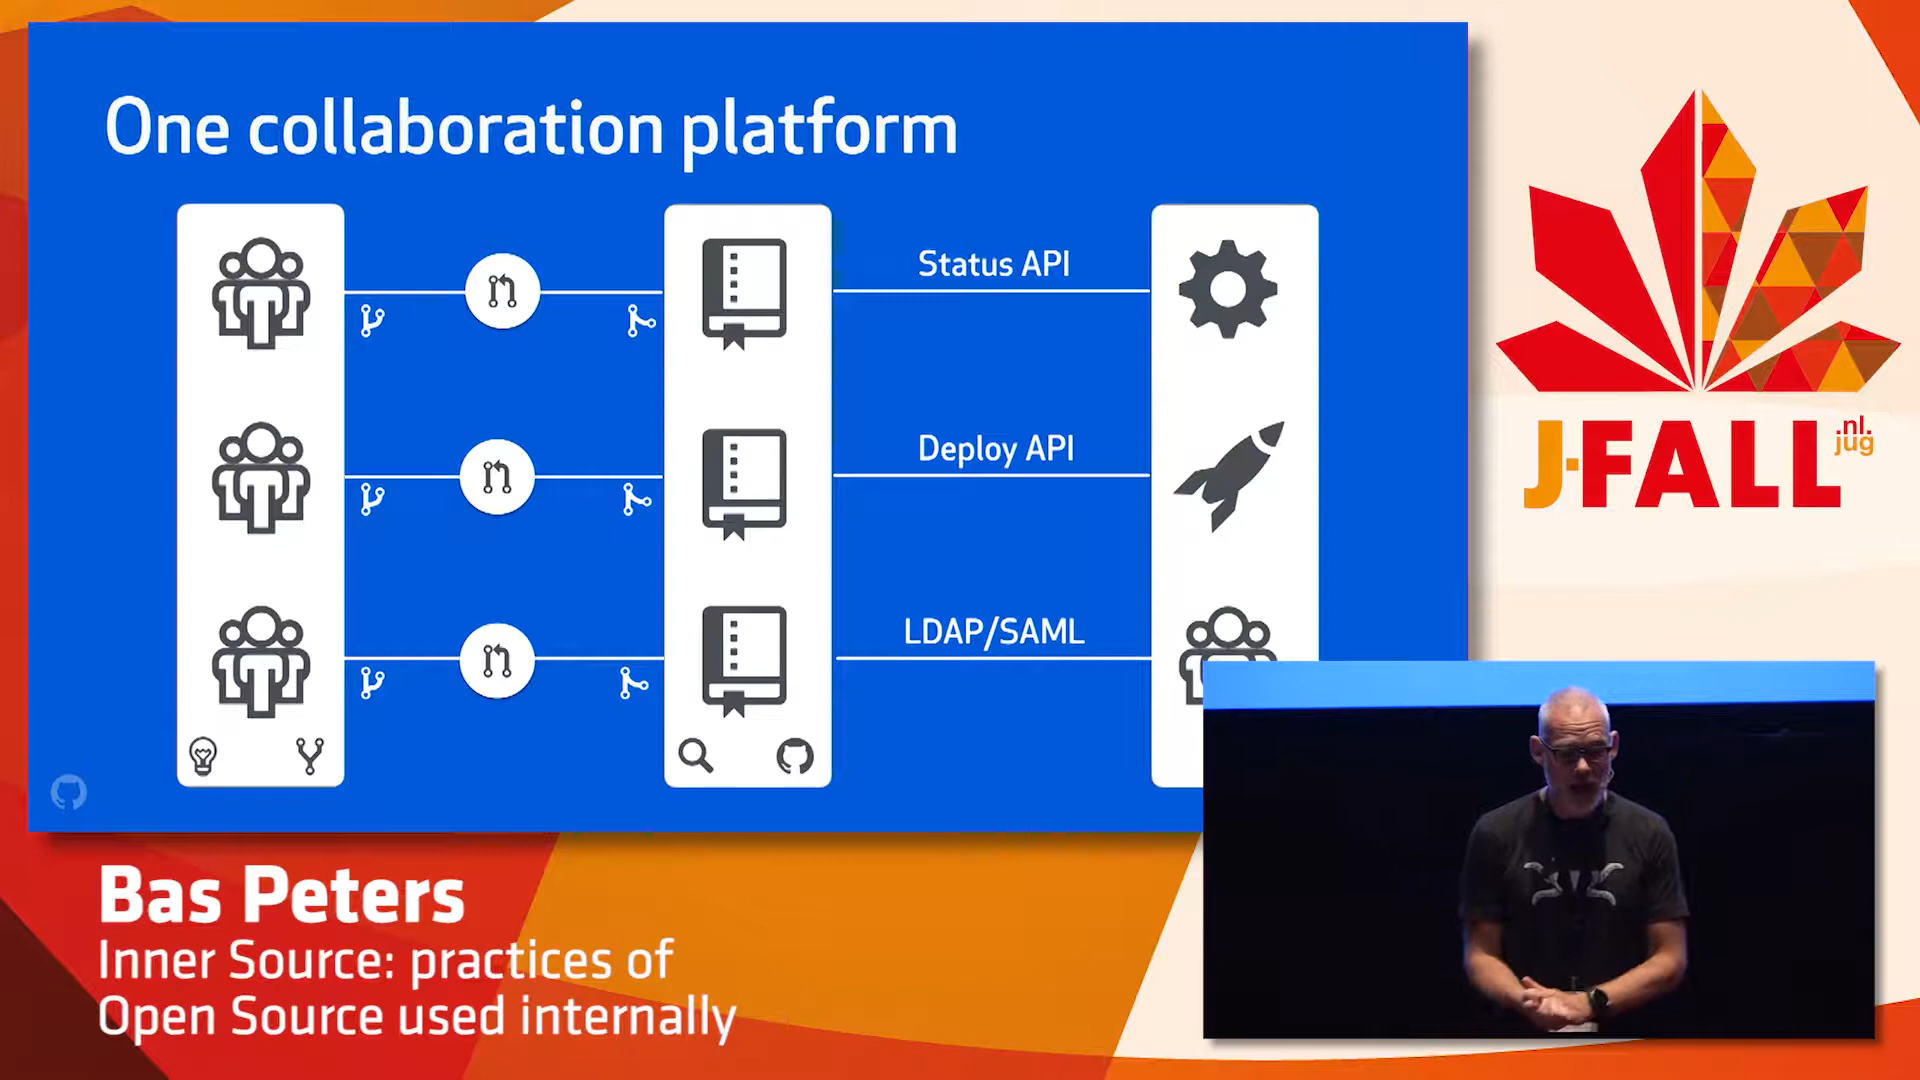 One collaboration platform
Status API
Deploy API
LDAP/SAML
J-FALL
.nl.
jug
Bas Peters
Inner Source: practices of
Open Source used internally